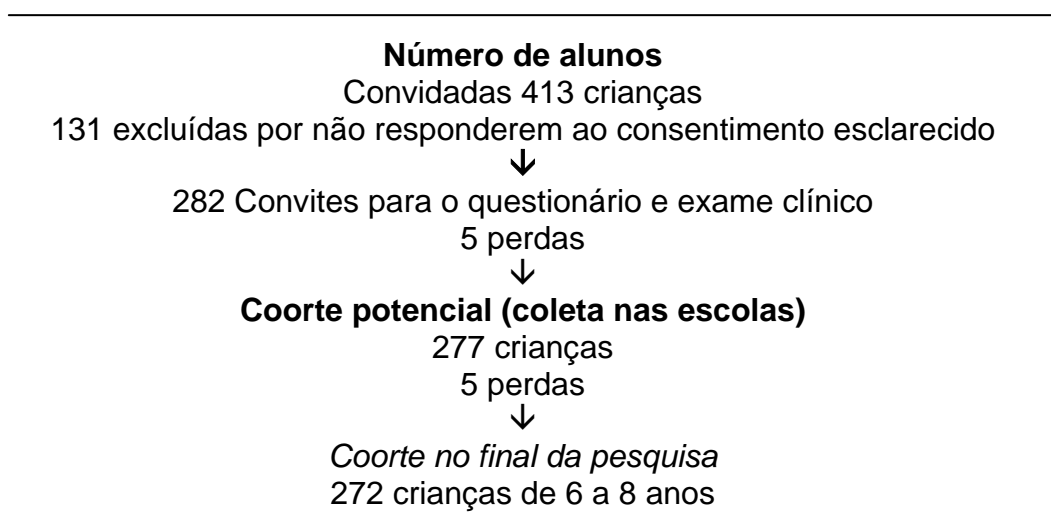 Número de alunos
Convidadas 413 crianças
131 excluídas por não responderem ao consentimento esclarecido
↓
282 Convites para o questionário e exame clínico
5 perdas
↓
Coorte potencial (coleta nas escolas)
277 crianças
5 perdas
↓
Coorte no final da pesquisa
272 crianças de 6 a 8 anos